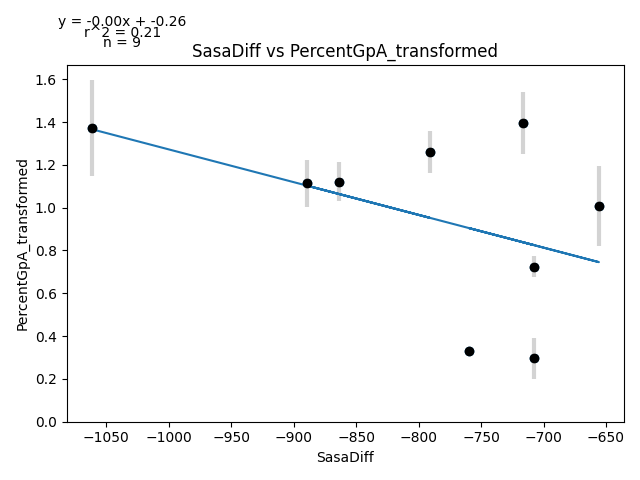 y = -0.00x + -0.26
r^2 = 0.21
n = 9
SasaDiff vs PercentGpA_transformed
PercentGpA_transformed
1.6
1.4
1.2
1.0
0.8
0.6
0.4
0.2
0.0
−1050 −1000 −950 −900 −850 −800 −750 −700 −650
SasaDiff